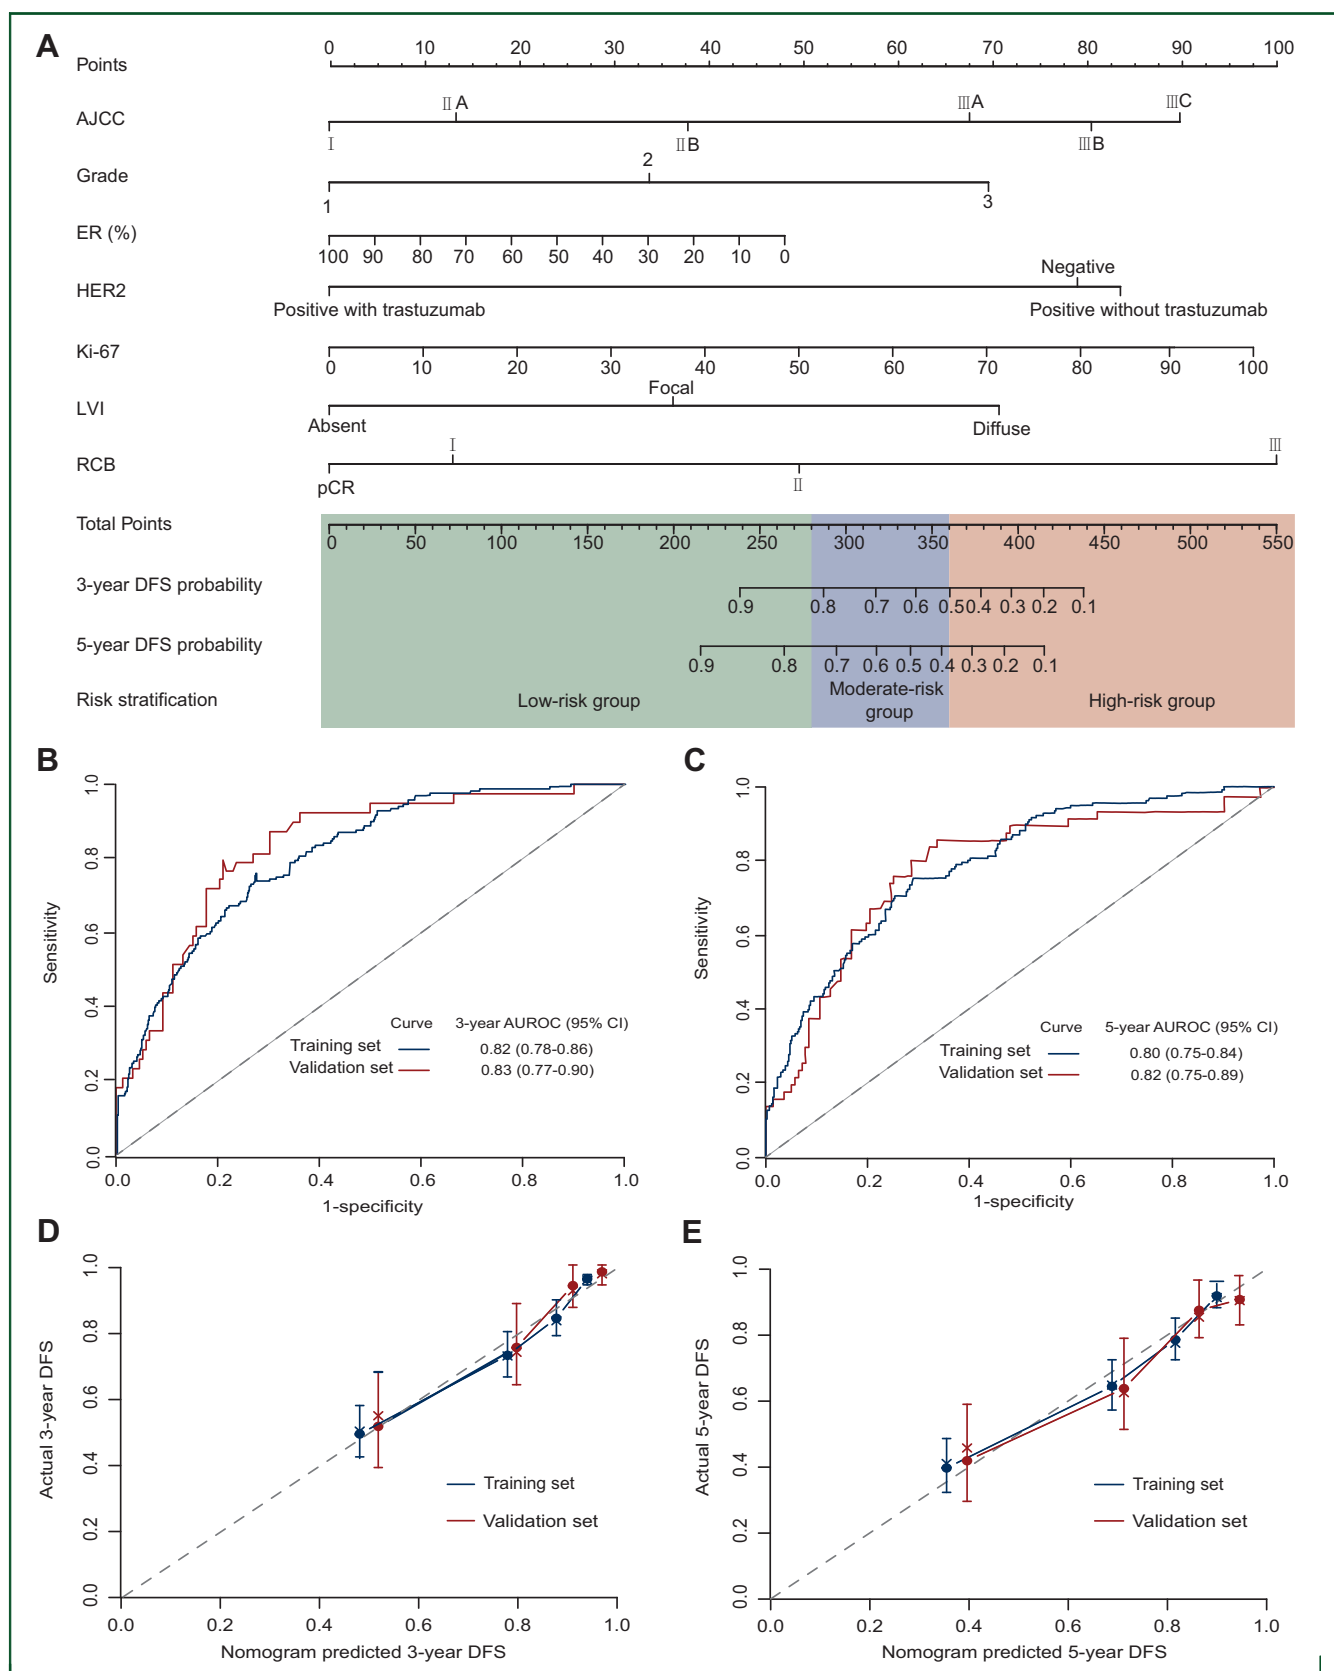 A
Points
0 10 20 30 40 50 60 70 80 90 100
AJCC
ⅡA ⅢA ⅢC
Ⅰ ⅡB ⅢB
Grade
2
1 3
ER (%)
100 90 80 70 60 50 40 30 20 10 0
HER2
Negative
Positive with trastuzumab Positive without trastuzumab
Ki-67
0 10 20 30 40 50 60 70 80 90 100
LVI
Focal
Absent Diffuse
RCB
Ⅰ Ⅲ
pCR Ⅱ
Total Points
0 50 100 150 200 250 300 350 400 450 500 550
3-year DFS probability
0.9 0.8 0.7 0.6 0.5 0.4 0.3 0.2 0.1
5-year DFS probability
0.9 0.8 0.7 0.6 0.5 0.4 0.3 0.2 0.1
Risk stratification
Low-risk group
Moderate-risk
group
High-risk group
B
Sensitivity
1.0
0.8
0.6
0.4
0.2
0.0
Curve 3-year AUROC (95% CI)
Training set 0.82 (0.78-0.86)
Validation set 0.83 (0.77-0.90)
0.0 0.2 0.4 0.6 0.8 1.0
1-specificity
C
Sensitivity
1.0
0.8
0.6
0.4
0.2
0.0
Curve 5-year AUROC (95% CI)
Training set 0.80 (0.75-0.84)
Validation set 0.82 (0.75-0.89)
0.0 0.2 0.4 0.6 0.8 1.0
1-specificity
D
Actual 3-year DFS
1.0
0.8
0.6
0.4
0.2
0.0
Training set
Validation set
0.0 0.2 0.4 0.6 0.8 1.0
Nomogram predicted 3-year DFS
E
Actual 5-year DFS
1.0
0.8
0.6
0.4
0.2
0.0
Training set
Validation set
0.0 0.2 0.4 0.6 0.8 1.0
Nomogram predicted 5-year DFS